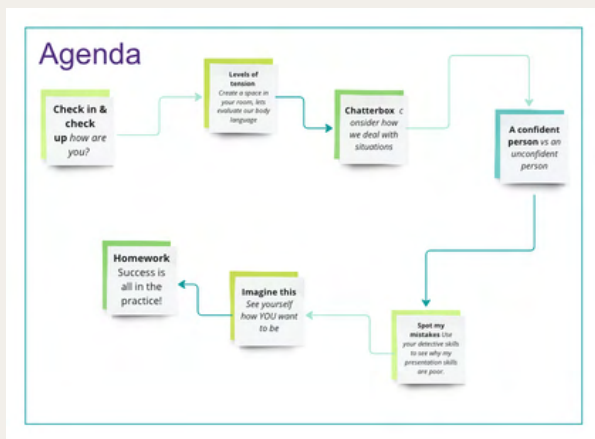 Agenda
Check in &
check
up how are
you?
Levels of
tension
Create a space in
your room, lets
evaluate our body
language
Chatterbox c
onsider how
we deal with
situations
A confident
person vs an
unconfident
person
Spot my
mistakes Use
your detective skills
to see why my
presentation skills
are poor.
Imagine this
See yourself
how YOU want
to be
Homework
Success is
all in the
practice!